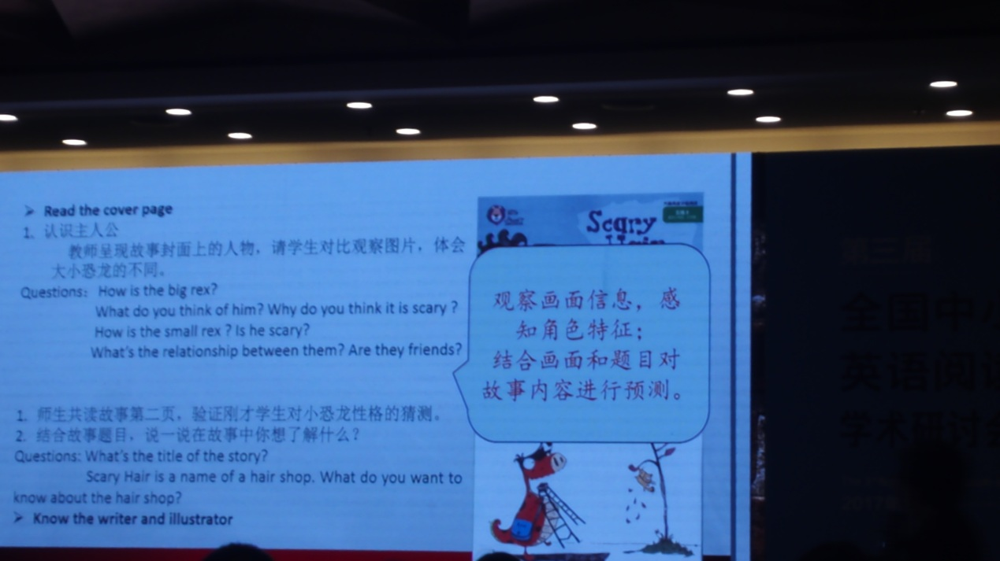 ➢ Read the cover page
1. 认识主人公
教师呈现故事封面上的人物，请学生对比观察图片，体会
大小恐龙的不同。
Questions: How is the big rex?
What do you think of him? Why do you think it is scary ?
How is the small rex ? Is he scary?
What's the relationship between them? Are they friends?
1. 师生共读故事第二页，验证刚才学生对小恐龙性格的猜测。
2. 结合故事题目，说一说在故事中你想了解什么？
Questions: What's the title of the story?
Scary Hair is a name of a hair shop. What do you want to
know about the hair shop?
➢ Know the writer and illustrator
Scary
Hair
观察画面信息，感
知角色特征；
结合画面和题目对
故事内容进行预测。
第三届
全国中小
英语阅读
学术研讨会
2017